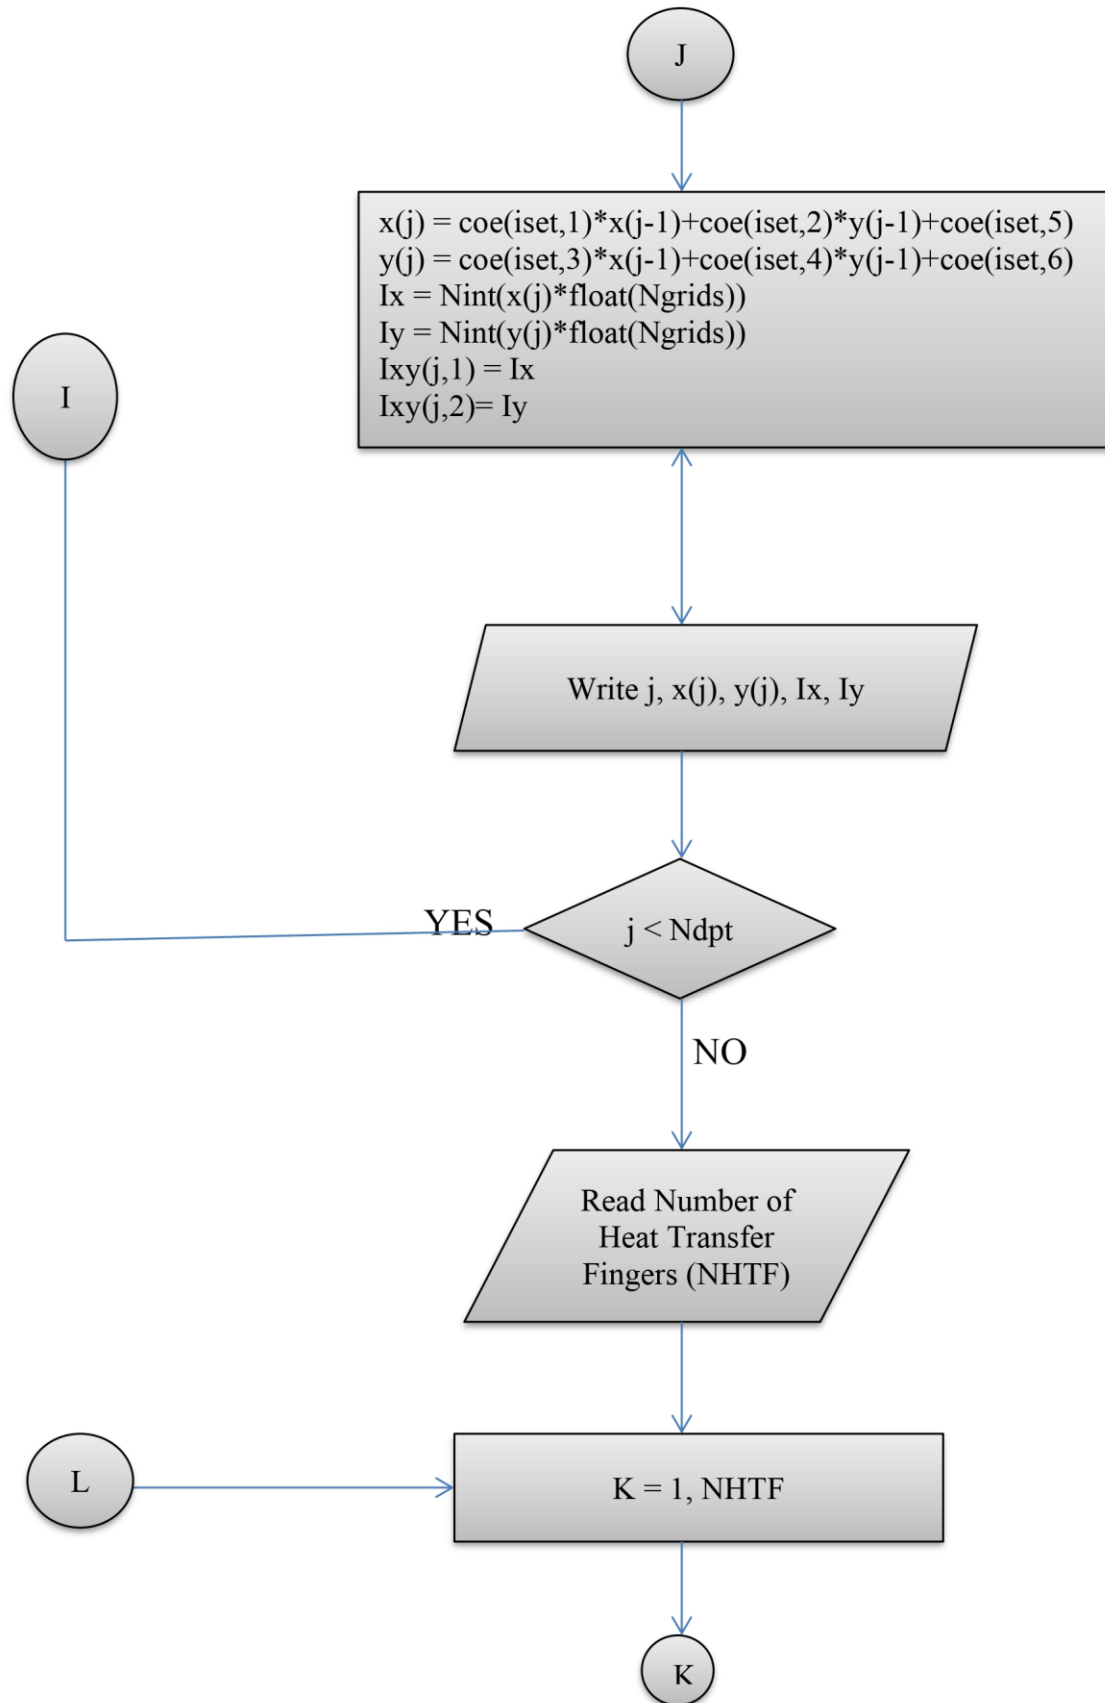 J
x(j) = coe(iset,1)*x(j-1)+coe(iset,2)*y(j-1)+coe(iset,5)
y(j) = coe(iset,3)*x(j-1)+coe(iset,4)*y(j-1)+coe(iset,6)
Ix = Nint(x(j)*float(Ngrids))
Iy = Nint(y(j)*float(Ngrids))
Ixy(j,1) = Ix
Ixy(j,2)= Iy
I
Write j, x(j), y(j), Ix, Iy
YES
j < Ndpt
NO
Read Number of
Heat Transfer
Fingers (NHTF)
L
K = 1, NHTF
K